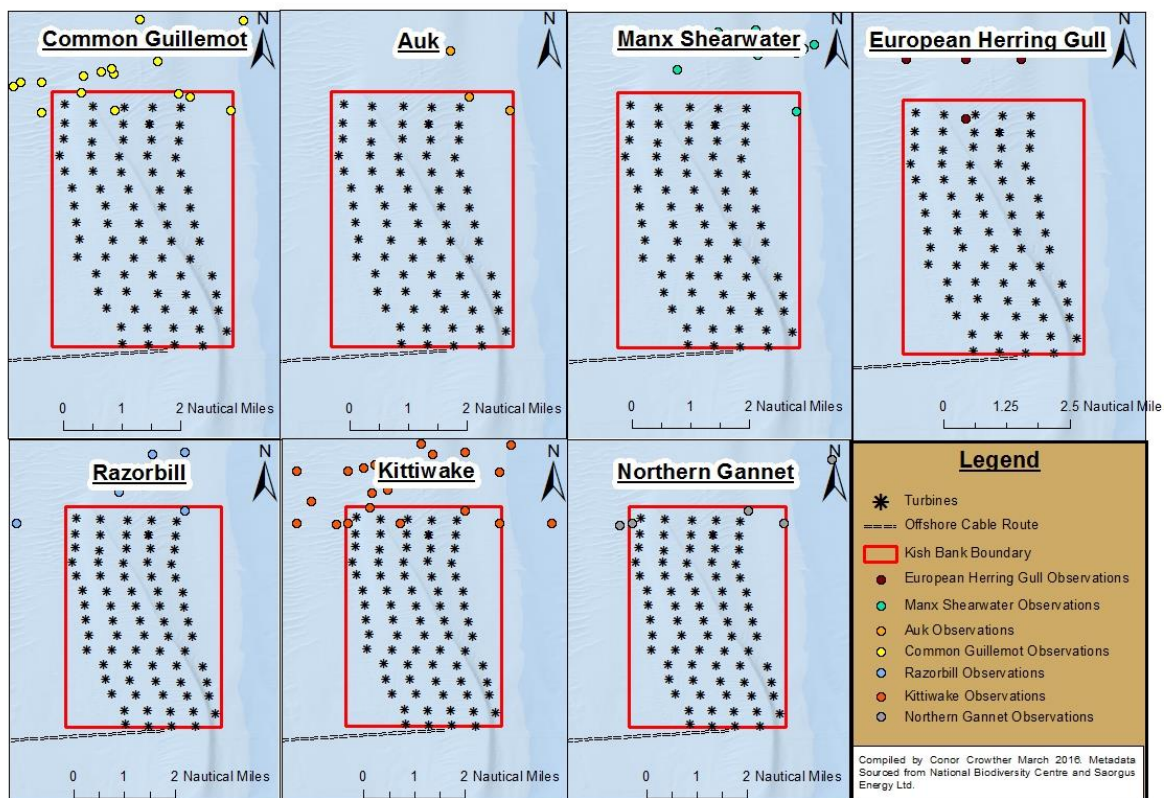 Common Guillemot
N
Auk
N
Manx Shearwater
N
European Herring Gull
N
0 1 2 Nautical Miles
0 1 2 Nautical Miles
0 1 2 Nautical Miles
0 1.25 2.5 Nautical Miles
Razorbill
N
Kittiwake
N
Northern Gannet
N
0 1 2 Nautical Miles
0 1 2 Nautical Miles
0 1 2 Nautical Miles
Legend
Turbines
Offshore Cable Route
Kish Bank Boundary
European Herring Gull Observations
Manx Shearwater Observations
Auk Observations
Common Guillemot Observations
Razorbill Observations
Kittiwake Observations
Northern Gannet Observations
Compiled by Conor Crowther March 2016. Metadata
Sourced from National Biodiversity Centre and Saorgus
Energy Ltd.